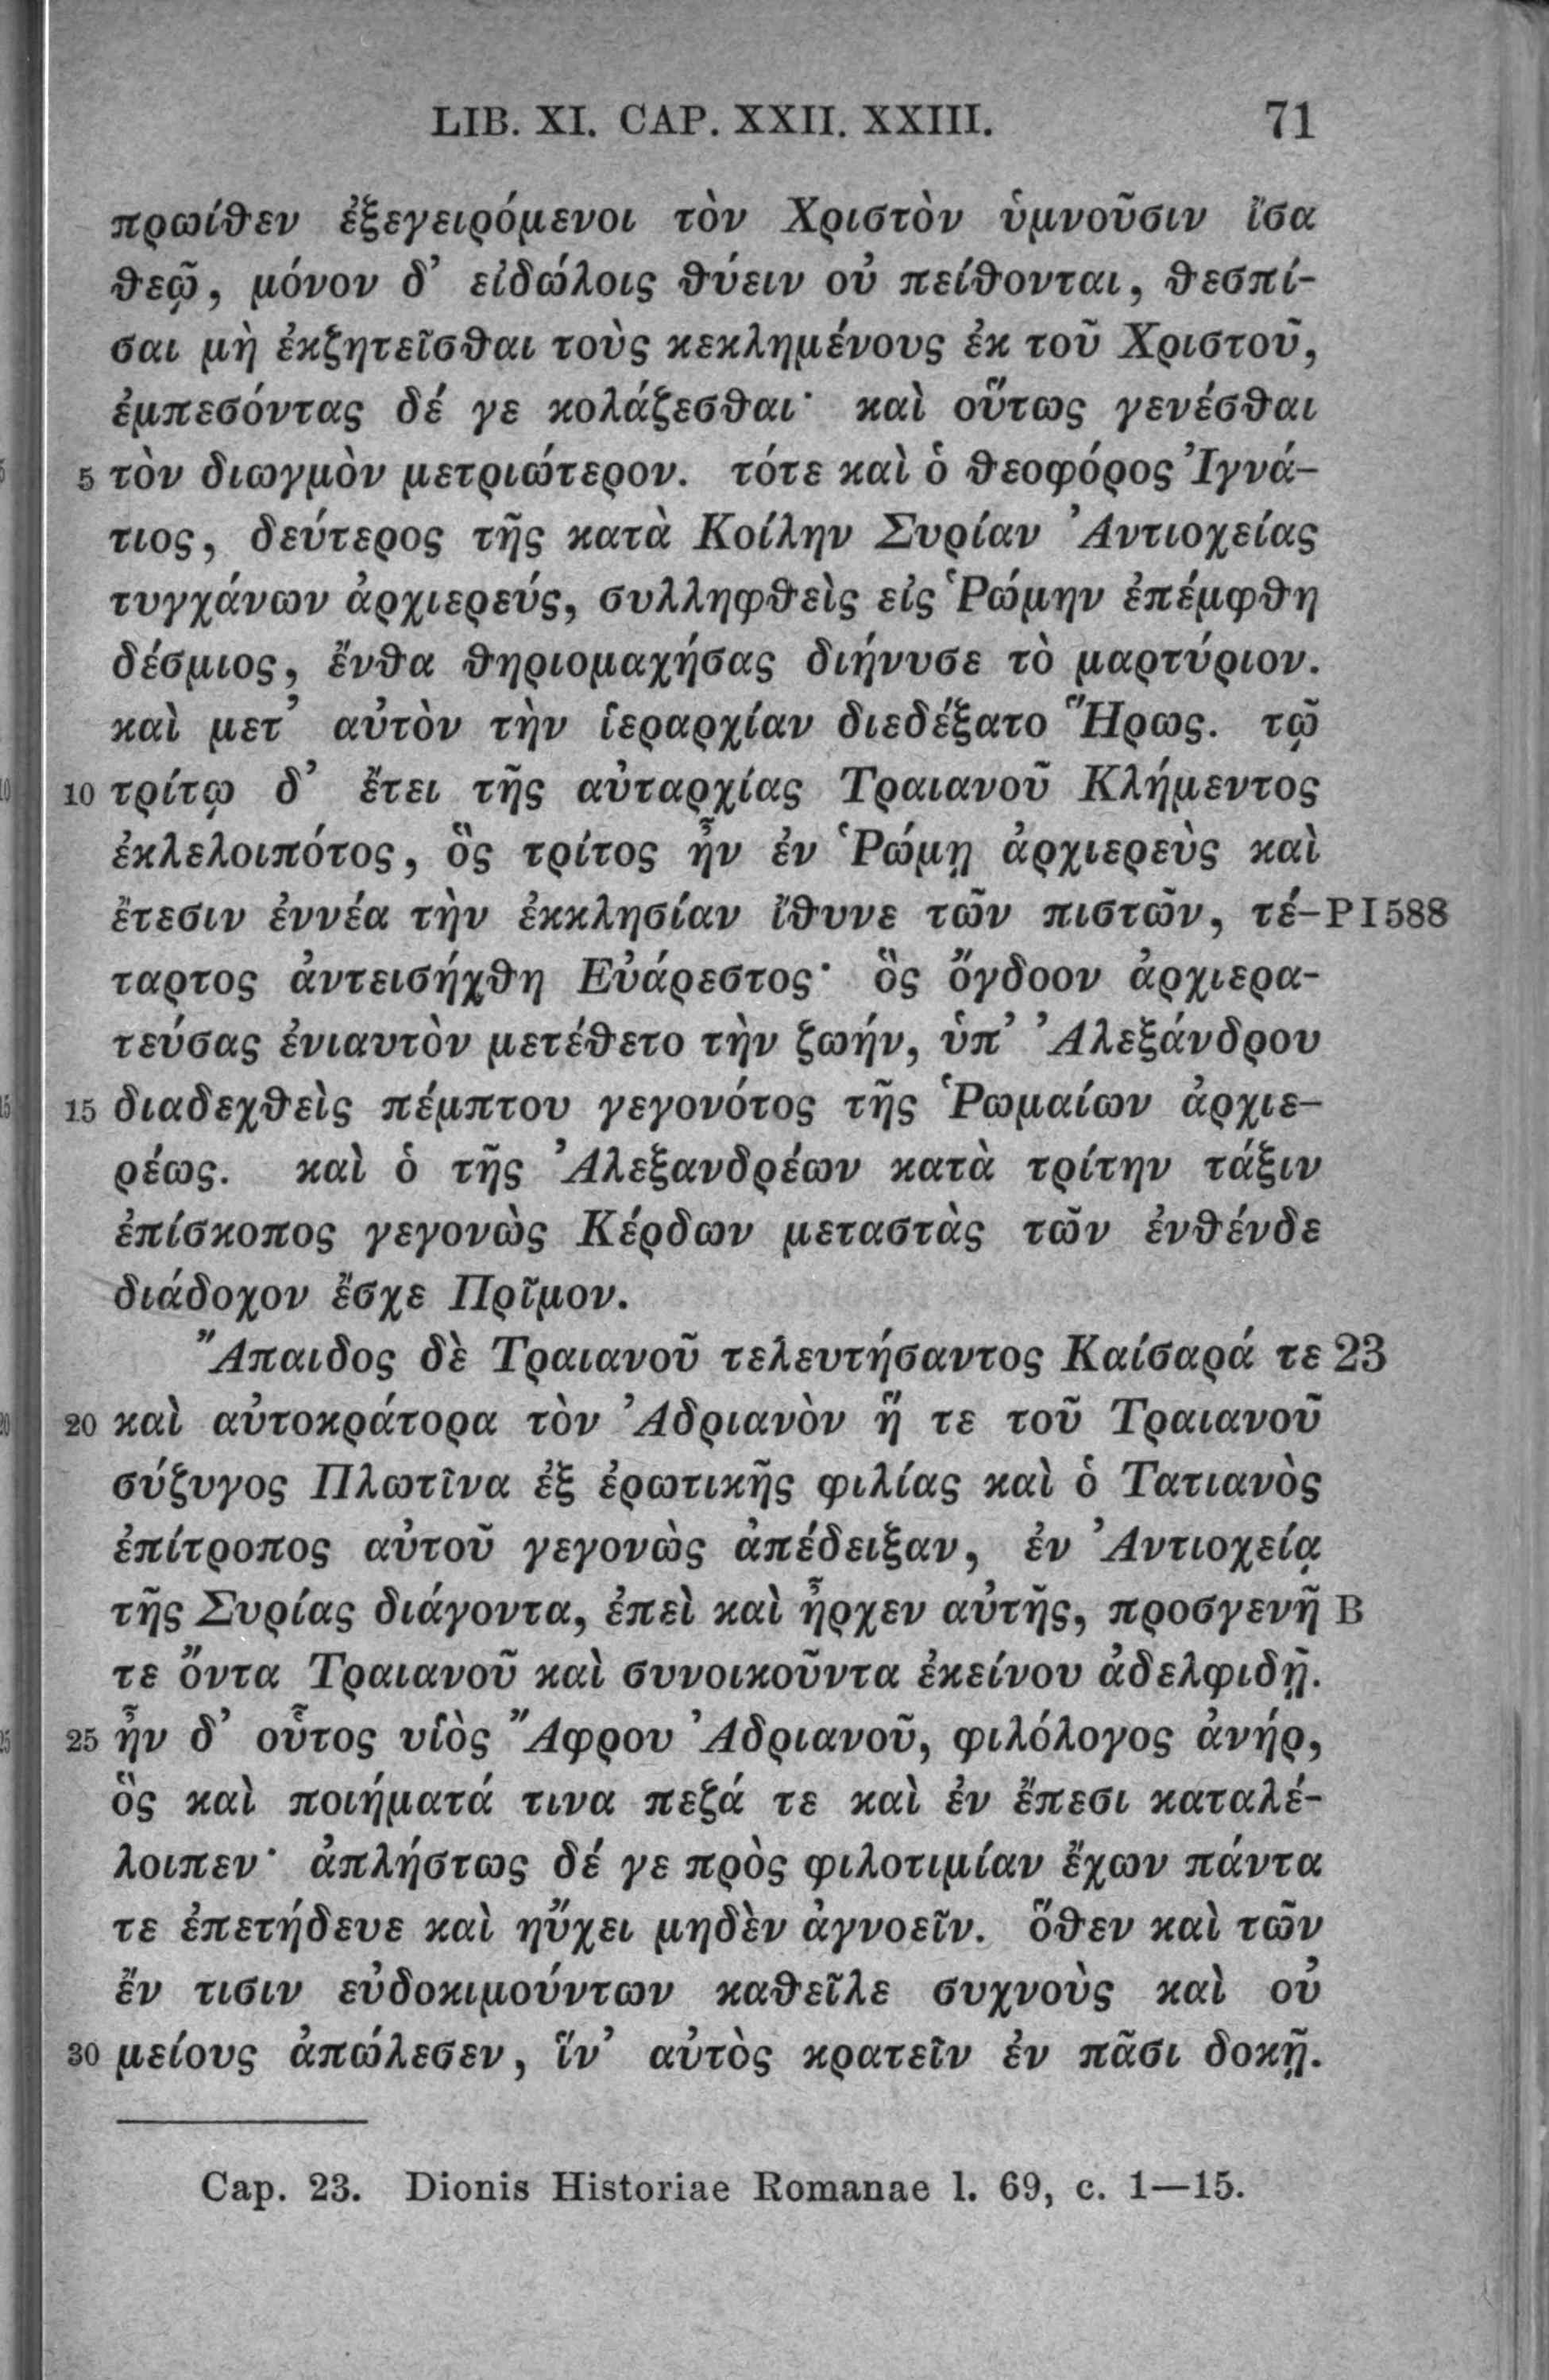 LIB. XI. CAP. XXII. XXIII. 71
πρωίθεν ἐξεγειρόμενοι τὸν Χριστὸν ὑμνοῦσιν ἴσα
θεῷ, μόνον δ’ εἰδώλοις θύειν οὐ πείθονται, θεσπί-
σαι μὴ ἐκζητεῖσθαι τοὺς κεκλημένους ἐκ τοῦ Χριστοῦ,
ἐμπεσόντας δέ γε κολάζεσθαι· καὶ οὕτως γενέσθαι
5 τὸν διωγμὸν μετριώτερον. τότε καὶ ὁ θεοφόρος Ἰγνά-
τιος, δεύτερος τῆς κατὰ Κοίλην Συρίαν Ἀντιοχείας
τυγχάνων ἀρχιερεύς, συλληφθεὶς εἰς Ῥώμην ἐπέμφθη
δέσμιος, ἔνθα θηριομαχήσας διήνυσε τὸ μαρτύριον.
καὶ μετ’ αὐτὸν τὴν ἱεραρχίαν διεδέξατο Ἥρως. τῷ
10 τρίτῳ δ’ ἔτει τῆς αὐταρχίας Τραιανοῦ Κλήμεντος
ἐκλελοιπότος, ὃς τρίτος ἦν ἐν Ῥώμῃ ἀρχιερεὺς καὶ
ἔτεσιν ἐννέα τὴν ἐκκλησίαν ἴθυνε τῶν πιστῶν, τέ- P I 588
ταρτος ἀντεισήχθη Εὐάρεστος· ὃς ὄγδοον ἀρχιερα-
τεύσας ἐνιαυτὸν μετέθετο τὴν ζωήν, ὑπ’ Ἀλεξάνδρου
15 διαδεχθεὶς πέμπτου γεγονότος τῆς Ῥωμαίων ἀρχιε-
ρέως. καὶ ὁ τῆς Ἀλεξανδρέων κατὰ τρίτην τάξιν
ἐπίσκοπος γεγονὼς Κέρδων μεταστὰς τῶν ἐνθένδε
διάδοχον ἔσχε Πρῖμον.
Ἄπαιδος δὲ Τραιανοῦ τελευτήσαντος Καίσαρά τε 23
20 καὶ αὐτοκράτορα τὸν Ἀδριανὸν ἥ τε τοῦ Τραιανοῦ
σύζυγος Πλωτῖνα ἐξ ἐρωτικῆς φιλίας καὶ ὁ Τατιανὸς
ἐπίτροπος αὐτοῦ γεγονὼς ἀπέδειξαν, ἐν Ἀντιοχείᾳ
τῆς Συρίας διάγοντα, ἐπεὶ καὶ ἦρχεν αὐτῆς, προσγενῆ B
τε ὄντα Τραιανοῦ καὶ συνοικοῦντα ἐκείνου ἀδελφιδῇ.
25 ἦν δ’ οὗτος υἱὸς Ἄφρου Ἀδριανοῦ, φιλόλογος ἀνήρ,
ὃς καὶ ποιήματά τινα πεζά τε καὶ ἐν ἔπεσι καταλέ-
λοιπεν· ἀπλήστως δέ γε πρὸς φιλοτιμίαν ἔχων πάντα
τε ἐπετήδευε καὶ ηὔχει μηδὲν ἀγνοεῖν. ὅθεν καὶ τῶν
ἔν τισιν εὐδοκιμούντων καθεῖλε συχνοὺς καὶ οὐ
30 μείους ἀπώλεσεν, ἵν’ αὐτὸς κρατεῖν ἐν πᾶσι δοκῇ.
Cap. 23. Dionis Historiae Romanae l. 69, c. 1—15.